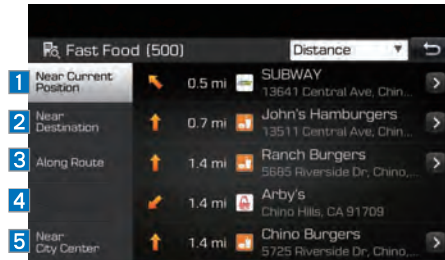 Fast Food (500)
Distance
1
Near Current
Position
0.5 mi
SUBWAY
13641 Central Ave, Chin...
2
Near
Destination
0.7 mi
John's Hamburgers
13511 Central Ave, Chin...
3
Along Route
1.4 mi
Ranch Burgers
5685 Riverside Dr, Chino,...
4
1.4 mi
Arby's
Chino Hills, CA 91709
5
Near
City Center
1.4 mi
Chino Burgers
5725 Riverside Dr, Chino,...